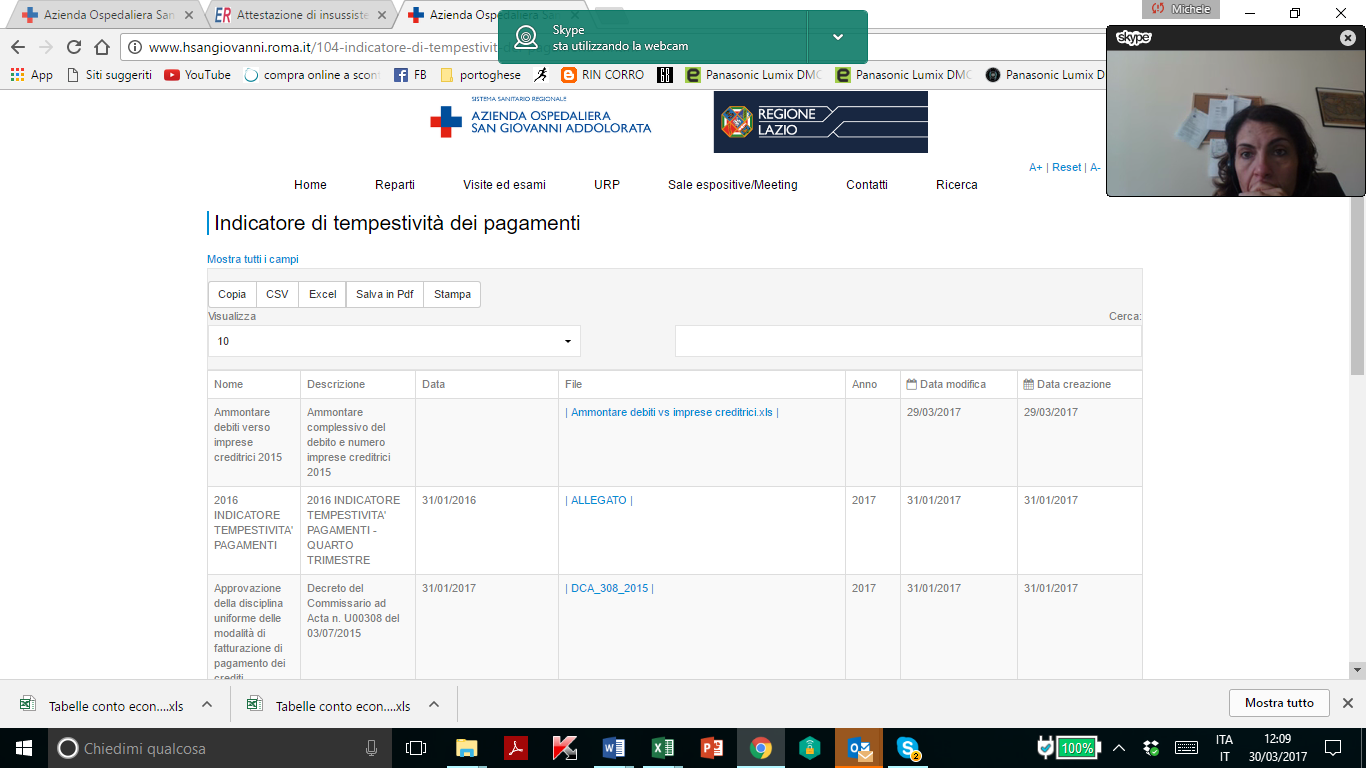 Azienda Ospedaliera San
Attestazione di insussiste
Azienda Ospedaliera Sa
Michele
Skype
sta utilizzando la webcam
www.hsangiovanni.roma.it/104-indicatore-di-tempestivit
App
Siti suggeriti
YouTube
compra online a scon
FB
portoghese
RIN CORRO
Panasonic Lumix DMC
Panasonic Lumix DMC
Panasonic Lumix D
skype
SISTEMA SANITARIO REGIONALE
AZIENDA OSPEDALIERA
SAN GIOVANNI ADDOLORATA
REGIONE
LAZIO
A+ | Reset | A-
Home Reparti Visite ed esami URP Sale espositive/Meeting Contatti Ricerca
Indicatore di tempestività dei pagamenti
Mostra tutti i campi
Copia CSV Excel Salva in Pdf Stampa
Visualizza
Cerca:
10
Nome Descrizione Data File Anno Data modifica Data creazione
Ammontare
debiti verso
imprese
creditrici 2015
Ammontare
complessivo del
debito e numero
imprese creditrici
2015
| Ammontare debiti vs imprese creditrici.xls |
29/03/2017
29/03/2017
2016
INDICATORE
TEMPESTIVITA'
PAGAMENTI
2016 INDICATORE
TEMPESTIVITA'
PAGAMENTI -
QUARTO
TRIMESTRE
31/01/2016
| ALLEGATO |
2017
31/01/2017
31/01/2017
Approvazione
della disciplina
uniforme delle
modalità di
fatturazione di
pagamento dei
crediti
Decreto del
Commissario ad
Acta n. U00308 del
03/07/2015
31/01/2017
| DCA_308_2015 |
2017
31/01/2017
31/01/2017
Tabelle conto econ....xls
Tabelle conto econ....xls
Mostra tutto
Chiedimi qualcosa
100%
2
ITA
IT
12:09
30/03/2017